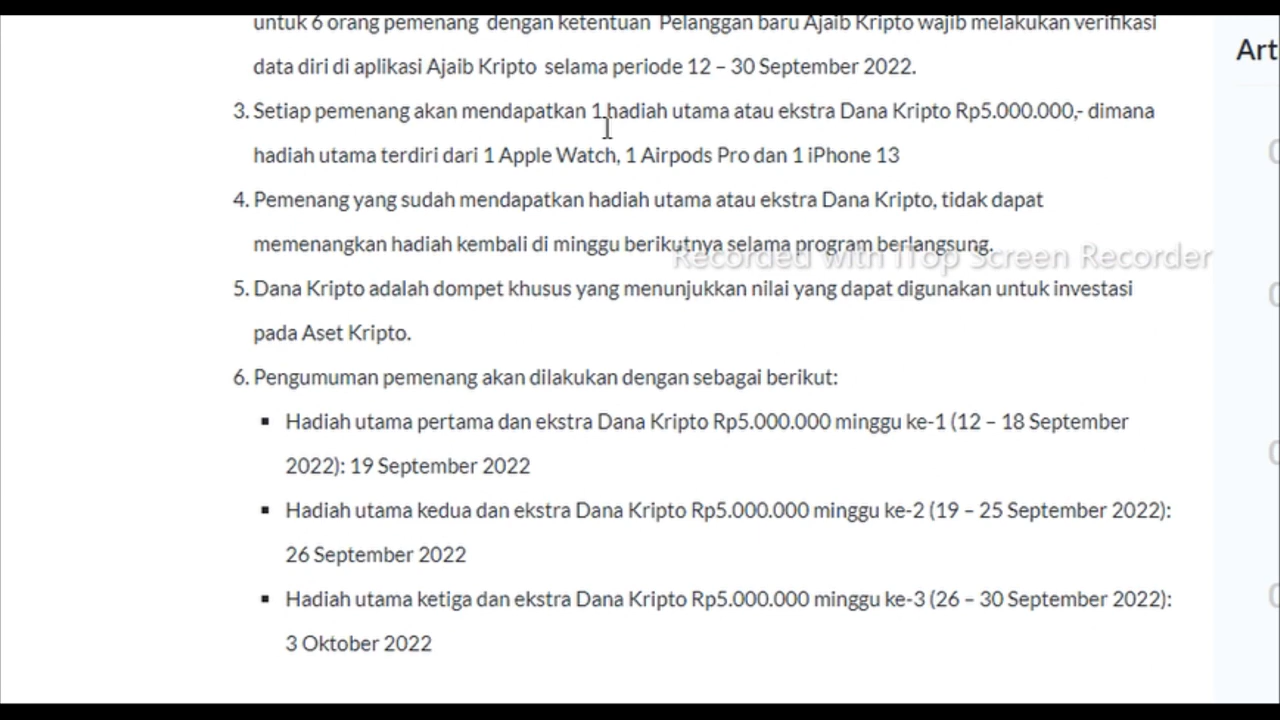 untuk 6 orang pemenang dengan ketentuan Pelanggan baru Ajaib Kripto wajib melakukan verifikasi
data diri di aplikasi Ajaib Kripto selama periode 12 – 30 September 2022.
3. Setiap pemenang akan mendapatkan 1 hadiah utama atau ekstra Dana Kripto Rp5.000.000,- dimana
hadiah utama terdiri dari 1 Apple Watch, 1 Airpods Pro dan 1 iPhone 13
4. Pemenang yang sudah mendapatkan hadiah utama atau ekstra Dana Kripto, tidak dapat
memenangkan hadiah kembali di minggu berikutnya selama program berlangsung.
Recorded with iTop Screen Recorder
5. Dana Kripto adalah dompet khusus yang menunjukkan nilai yang dapat digunakan untuk investasi
pada Aset Kripto.
6. Pengumuman pemenang akan dilakukan dengan sebagai berikut:
▪ Hadiah utama pertama dan ekstra Dana Kripto Rp5.000.000 minggu ke-1 (12 – 18 September
2022): 19 September 2022
▪ Hadiah utama kedua dan ekstra Dana Kripto Rp5.000.000 minggu ke-2 (19 – 25 September 2022):
26 September 2022
▪ Hadiah utama ketiga dan ekstra Dana Kripto Rp5.000.000 minggu ke-3 (26 – 30 September 2022):
3 Oktober 2022
Art